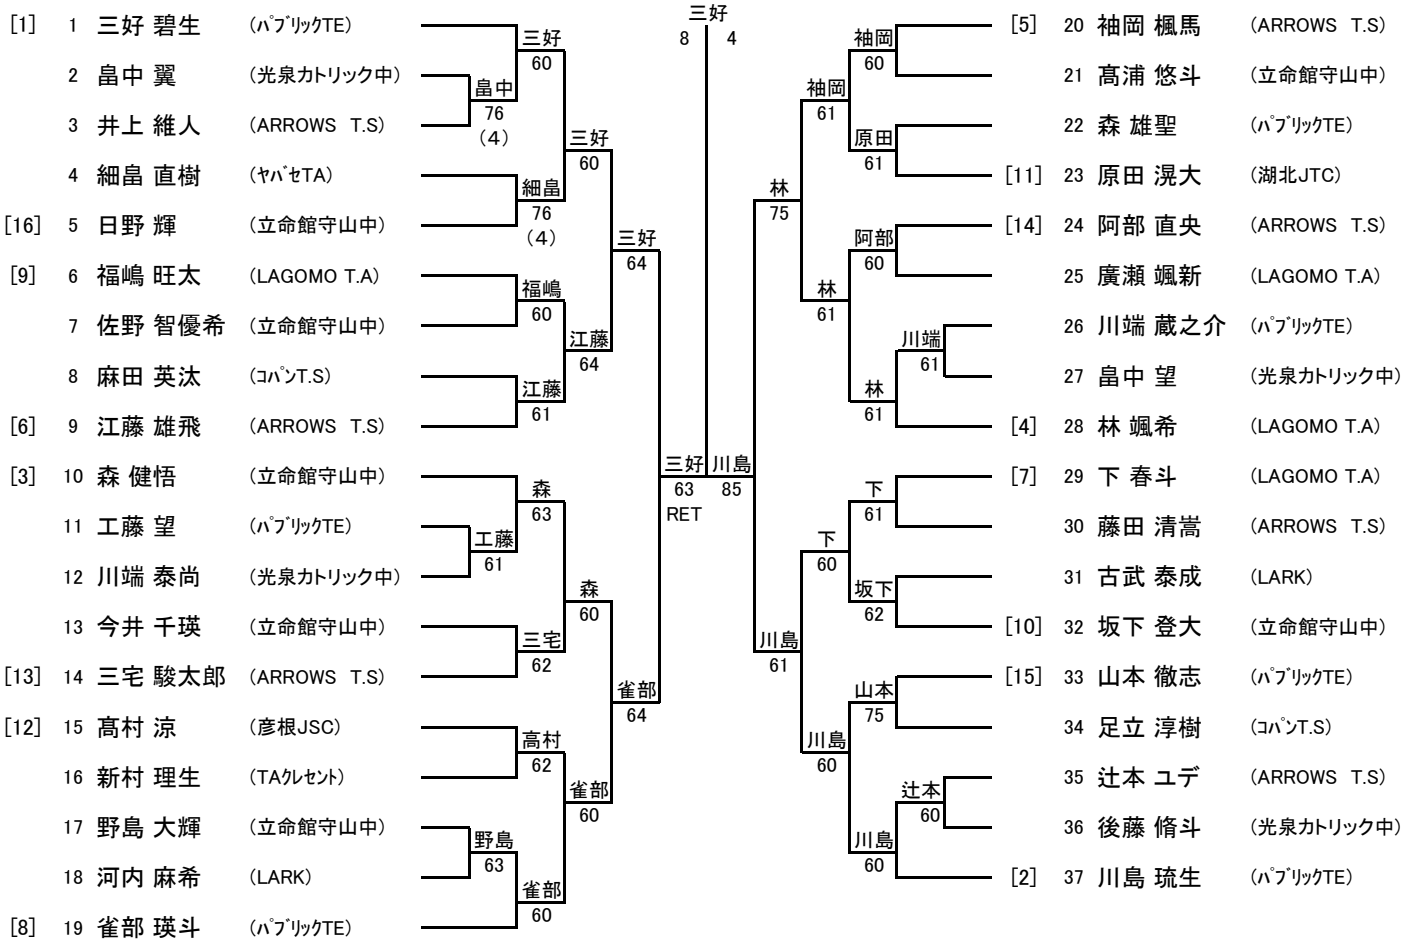 三好
8 4
[1] 1 三好 碧生 (パブリックTE)
2 畠中 翼 (光泉カトリック中)
3 井上 維人 (ARROWS T.S)
4 細畠 直樹 (ヤバセTA)
[16] 5 日野 輝 (立命館守山中)
[9] 6 福嶋 旺太 (LAGOMO T.A)
7 佐野 智優希 (立命館守山中)
8 麻田 英汰 (コパンT.S)
[6] 9 江藤 雄飛 (ARROWS T.S)
[3] 10 森 健悟 (立命館守山中)
11 工藤 望 (パブリックTE)
12 川端 泰尚 (光泉カトリック中)
13 今井 千瑛 (立命館守山中)
[13] 14 三宅 駿太郎 (ARROWS T.S)
[12] 15 髙村 涼 (彦根JSC)
16 新村 理生 (TAクレセント)
17 野島 大輝 (立命館守山中)
18 河内 麻希 (LARK)
[8] 19 雀部 瑛斗 (パブリックTE)
畠中
76
(4)
工藤
61
野島
63
三好
60
細畠
76
(4)
福嶋
60
江藤
61
森
63
三宅
62
高村
62
雀部
60
三好
60
江藤
64
森
60
雀部
60
三好
64
雀部
64
三好
63
RET
川島
85
林
75
川島
61
袖岡
61
林
61
下
60
川島
60
袖岡
60
原田
61
阿部
60
林
61
下
61
坂下
62
山本
75
川島
60
川端
61
辻本
60
[5] 20 袖岡 楓馬 (ARROWS T.S)
21 髙浦 悠斗 (立命館守山中)
22 森 雄聖 (パブリックTE)
[11] 23 原田 滉大 (湖北JTC)
[14] 24 阿部 直央 (ARROWS T.S)
25 廣瀬 颯新 (LAGOMO T.A)
26 川端 蔵之介 (パブリックTE)
27 畠中 望 (光泉カトリック中)
[4] 28 林 颯希 (LAGOMO T.A)
[7] 29 下 春斗 (LAGOMO T.A)
30 藤田 清嵩 (ARROWS T.S)
31 古武 泰成 (LARK)
[10] 32 坂下 登大 (立命館守山中)
[15] 33 山本 徹志 (パブリックTE)
34 足立 淳樹 (コパンT.S)
35 辻本 ユデ (ARROWS T.S)
36 後藤 脩斗 (光泉カトリック中)
[2] 37 川島 琉生 (パブリックTE)